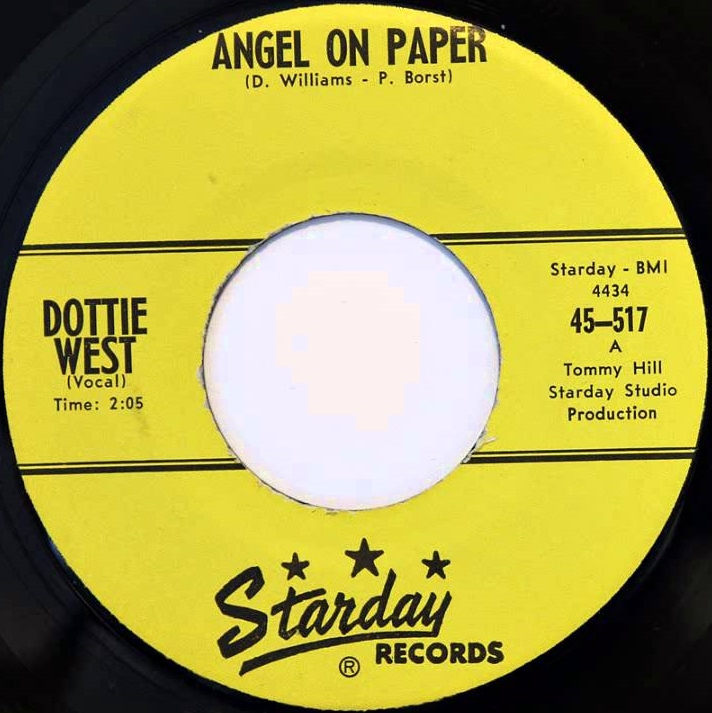 ANGEL ON PAPER
(D. Williams - P. Borst)
Starday - BMI
4434
45-517
A
Tommy Hill
Starday Studio
Production
DOTTIE
WEST
(Vocal)
Time: 2:05
Starday
RECORDS
®